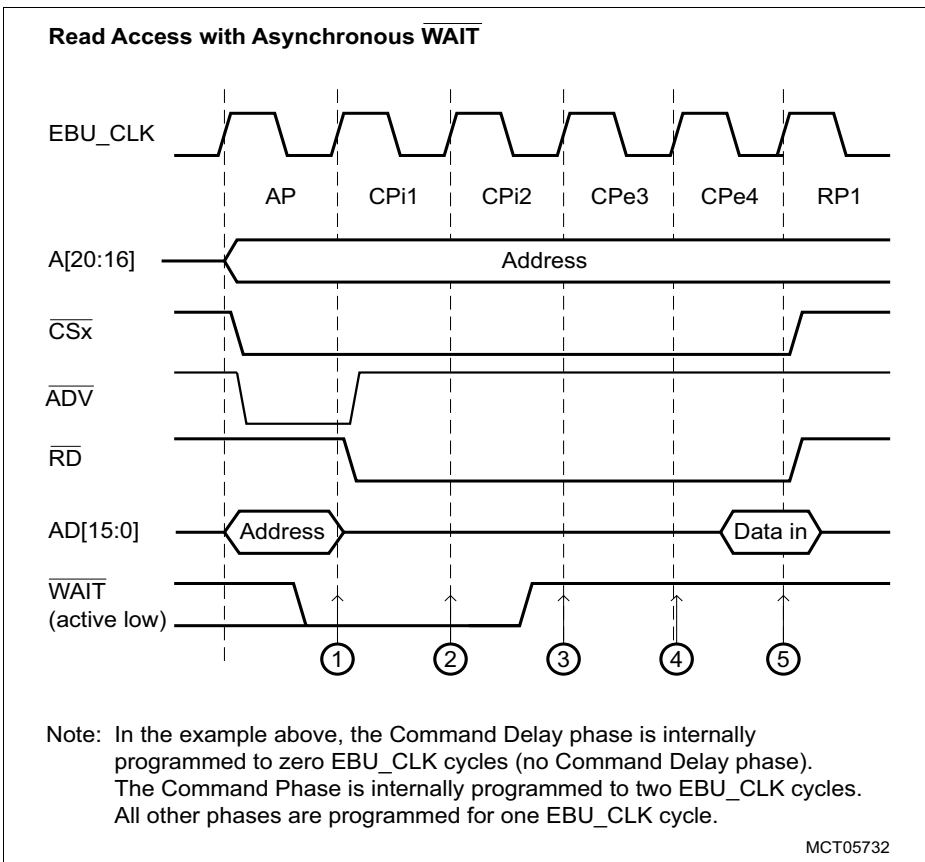 Read Access with Asynchronous WAIT
EBU_CLK
AP CPi1 CPi2 CPe3 CPe4 RP1
A[20:16] Address
CSx
ADV
RD
AD[15:0] Address Data in
WAIT
(active low)
1 2 3 4 5
Note: In the example above, the Command Delay phase is internally
programmed to zero EBU_CLK cycles (no Command Delay phase).
The Command Phase is internally programmed to two EBU_CLK cycles.
All other phases are programmed for one EBU_CLK cycle.
MCT05732